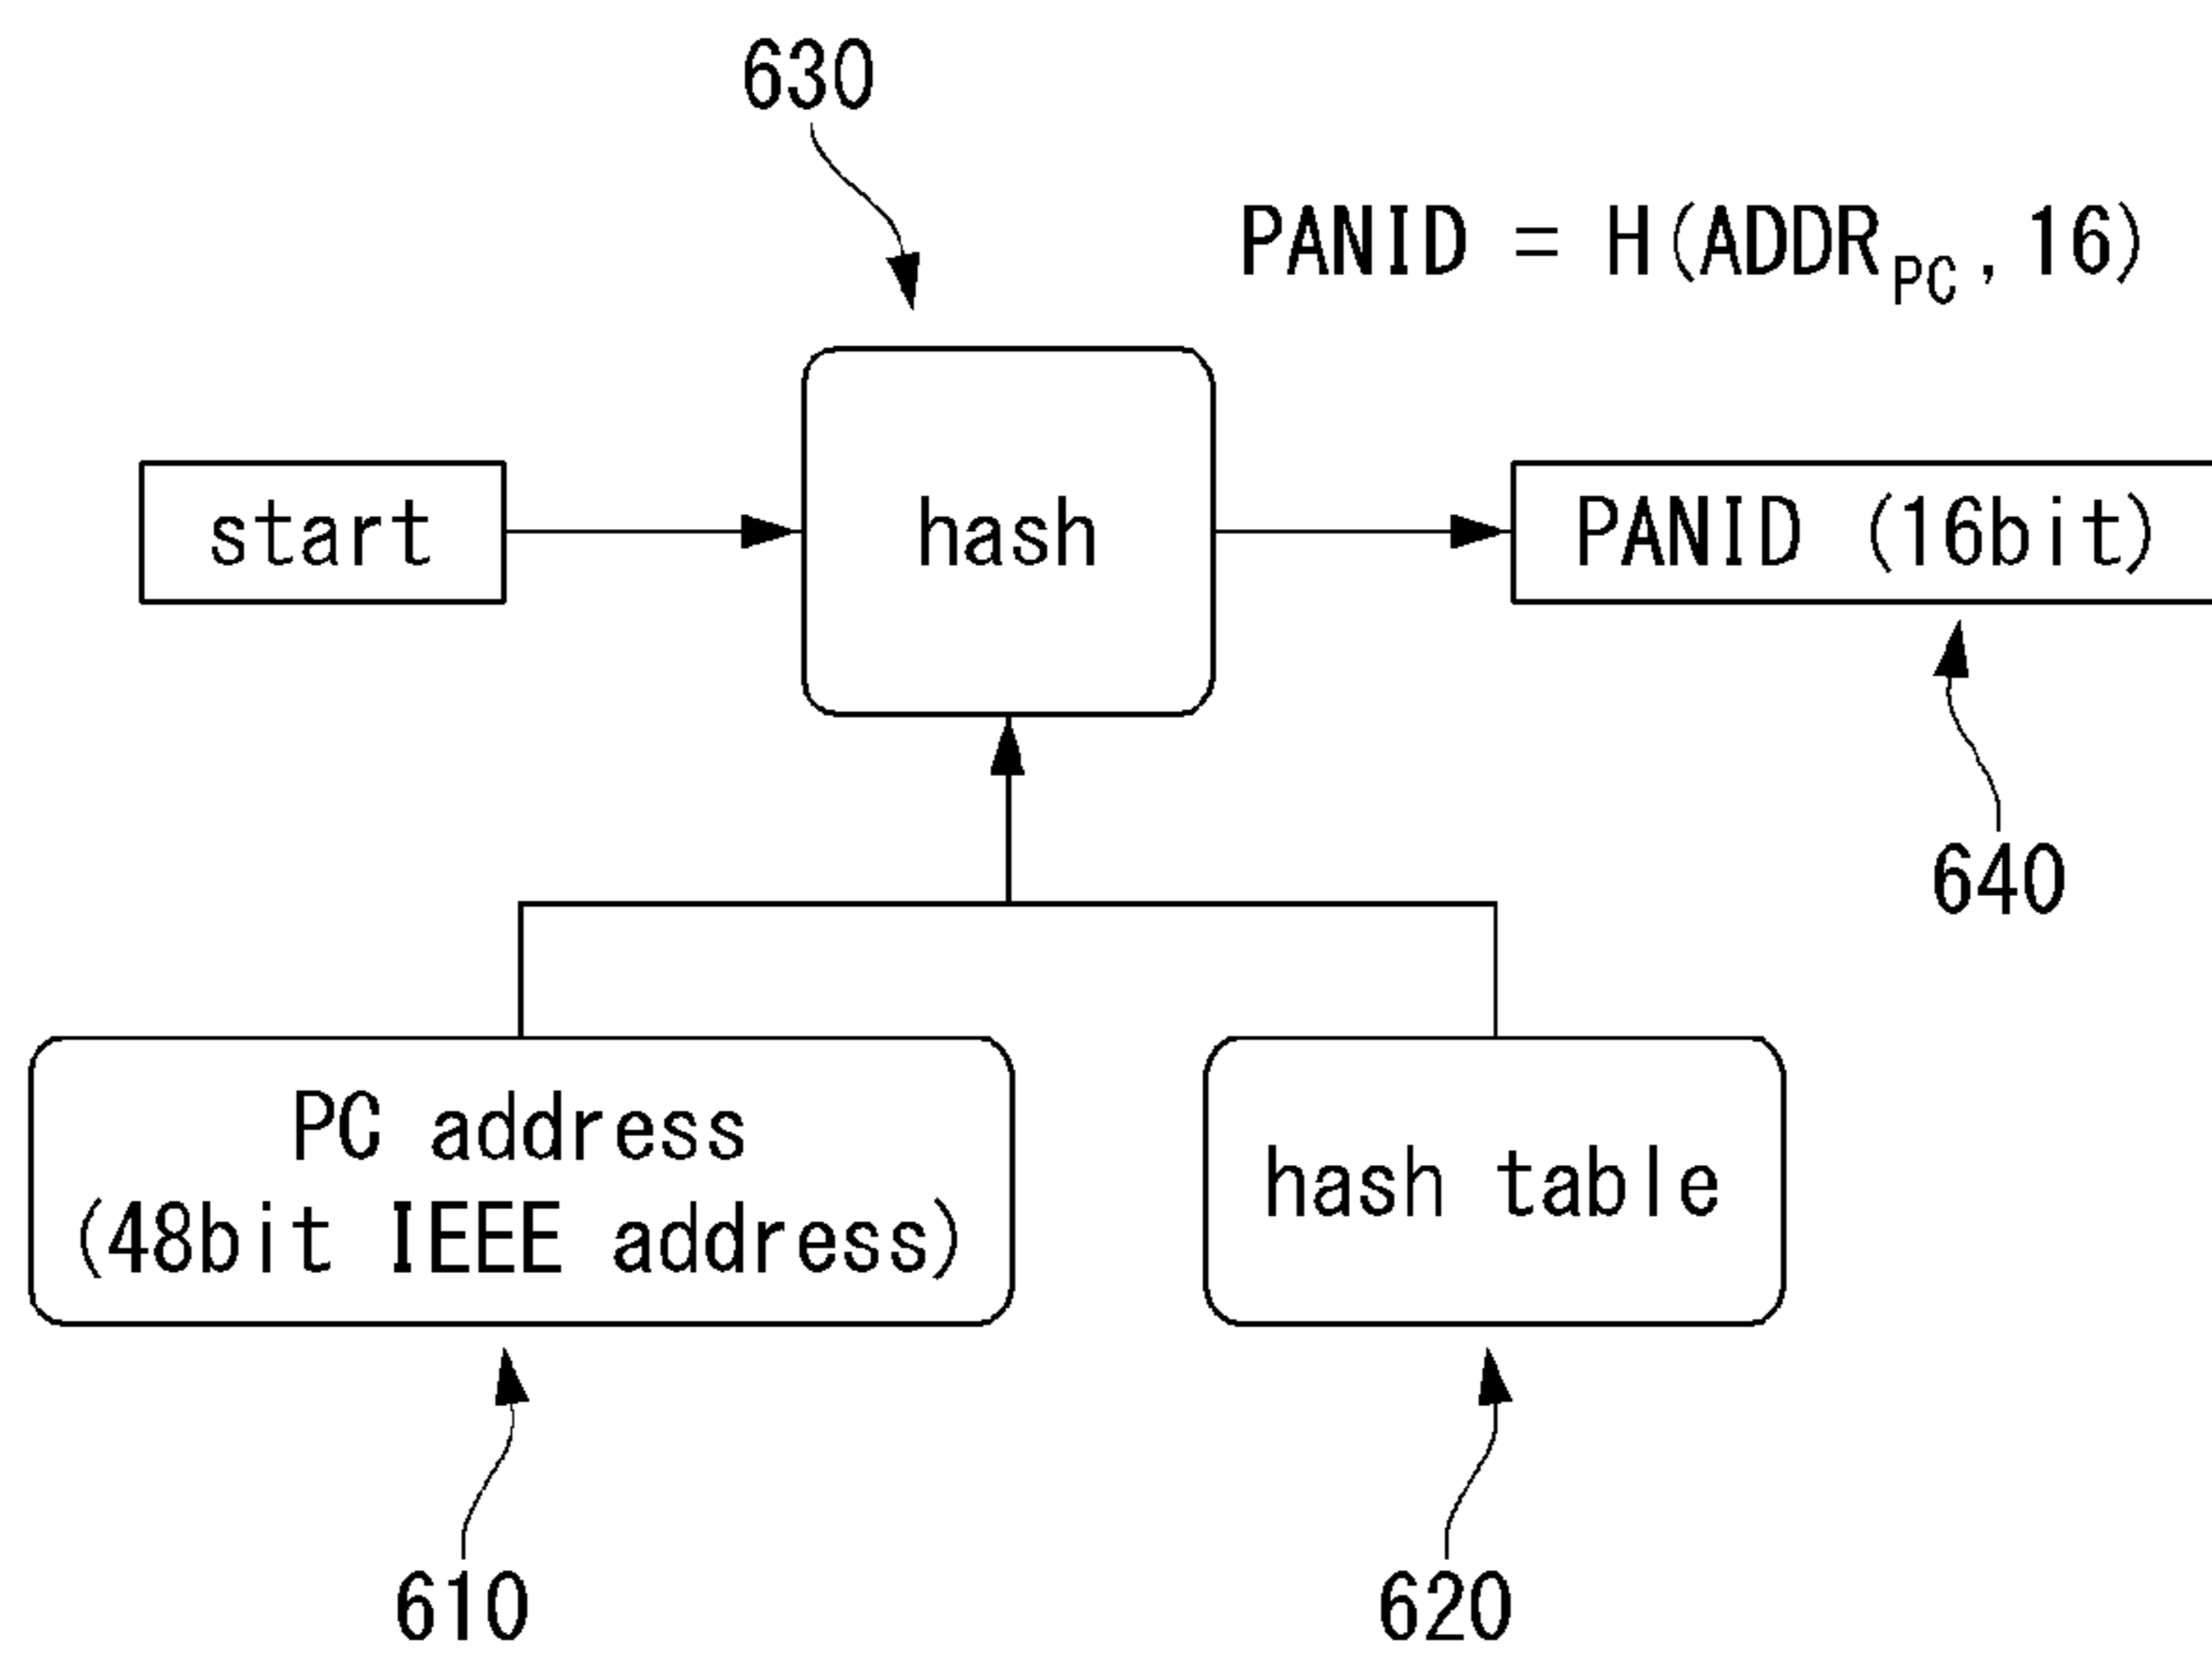 630
PANID = H(ADDR_PC, 16)
start
hash
PANID (16bit)
640
PC address
(48bit IEEE address)
hash table
610
620